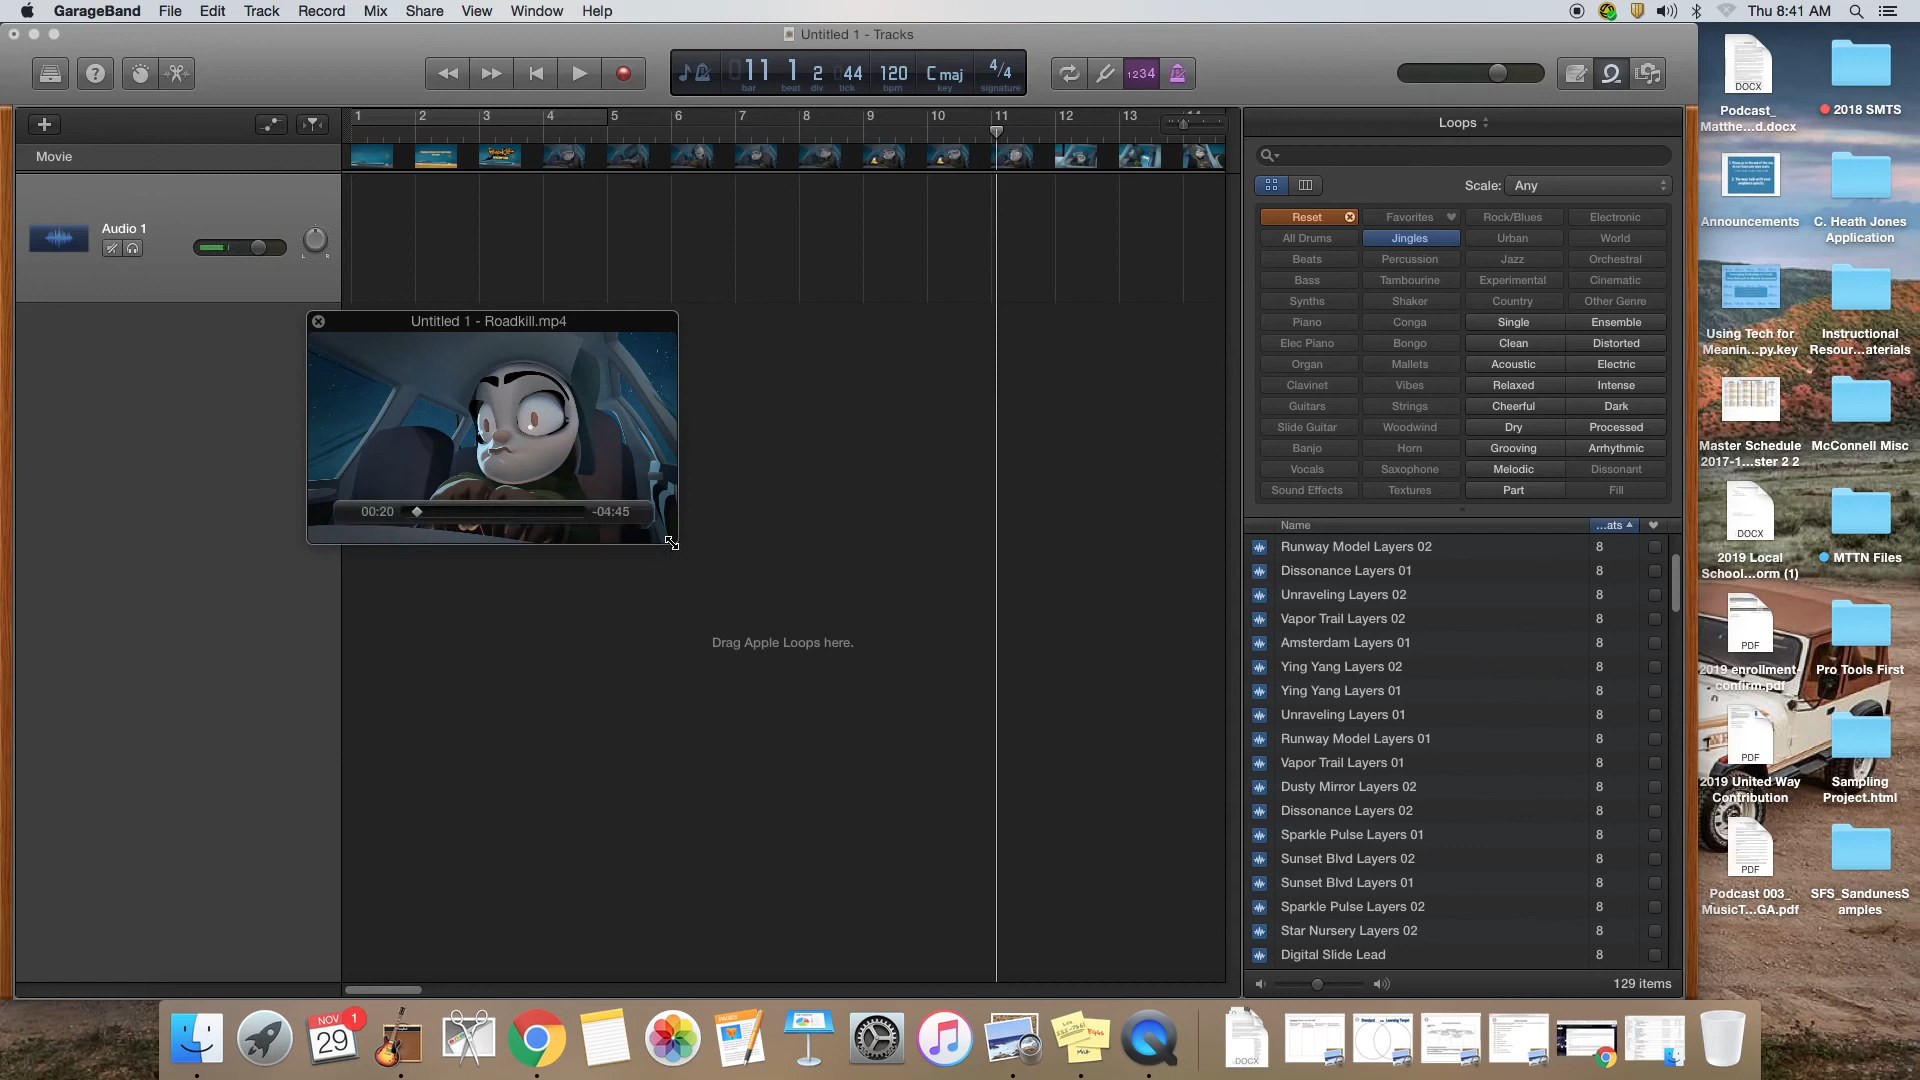 GarageBand File Edit Track Record Mix Share View Window Help
Thu 8:41 AM
Untitled 1 - Tracks
11 1 2 44 120 C maj 4/4
bar beat div tick bpm key signature
1234
1 2 3 4 5 6 7 8 9 10 11 12 13
Movie
Audio 1
L R
Untitled 1 - Roadkill.mp4
00:20 -04:45
Drag Apple Loops here.
Loops
Scale: Any
Reset Favorites Rock/Blues Electronic
All Drums Jingles Urban World
Beats Percussion Jazz Orchestral
Bass Tambourine Experimental Cinematic
Synths Shaker Country Other Genre
Piano Conga Single Ensemble
Elec Piano Bongo Clean Distorted
Organ Mallets Acoustic Electric
Clavinet Vibes Relaxed Intense
Guitars Strings Cheerful Dark
Slide Guitar Woodwind Dry Processed
Banjo Horn Grooving Arrhythmic
Vocals Saxophone Melodic Dissonant
Sound Effects Textures Part Fill
Name ...ats
Runway Model Layers 02 8
Dissonance Layers 01 8
Unraveling Layers 02 8
Vapor Trail Layers 02 8
Amsterdam Layers 01 8
Ying Yang Layers 02 8
Ying Yang Layers 01 8
Unraveling Layers 01 8
Runway Model Layers 01 8
Vapor Trail Layers 01 8
Dusty Mirror Layers 02 8
Dissonance Layers 02 8
Sparkle Pulse Layers 01 8
Sunset Blvd Layers 02 8
Sunset Blvd Layers 01 8
Sparkle Pulse Layers 02 8
Star Nursery Layers 02 8
Digital Slide Lead 8
129 items
DOCX
Podcast_
Matthe...d.docx
2018 SMTS
Announcements
C. Heath Jones
Application
Using Tech for
Meanin...py.key
Instructional
Resour...aterials
Master Schedule
2017-1...ster 2 2
McConnell Misc
DOCX
2019 Local
School...orm (1)
MTTN Files
PDF
2019 enrollment-
confirm.pdf
Pro Tools First
PDF
2019 United Way
Contribution
Sampling
Project.html
PDF
Podcast 003_
MusicT...GA.pdf
SFS_SandunesS
amples
NOV
29
1
PAGES
DOCX